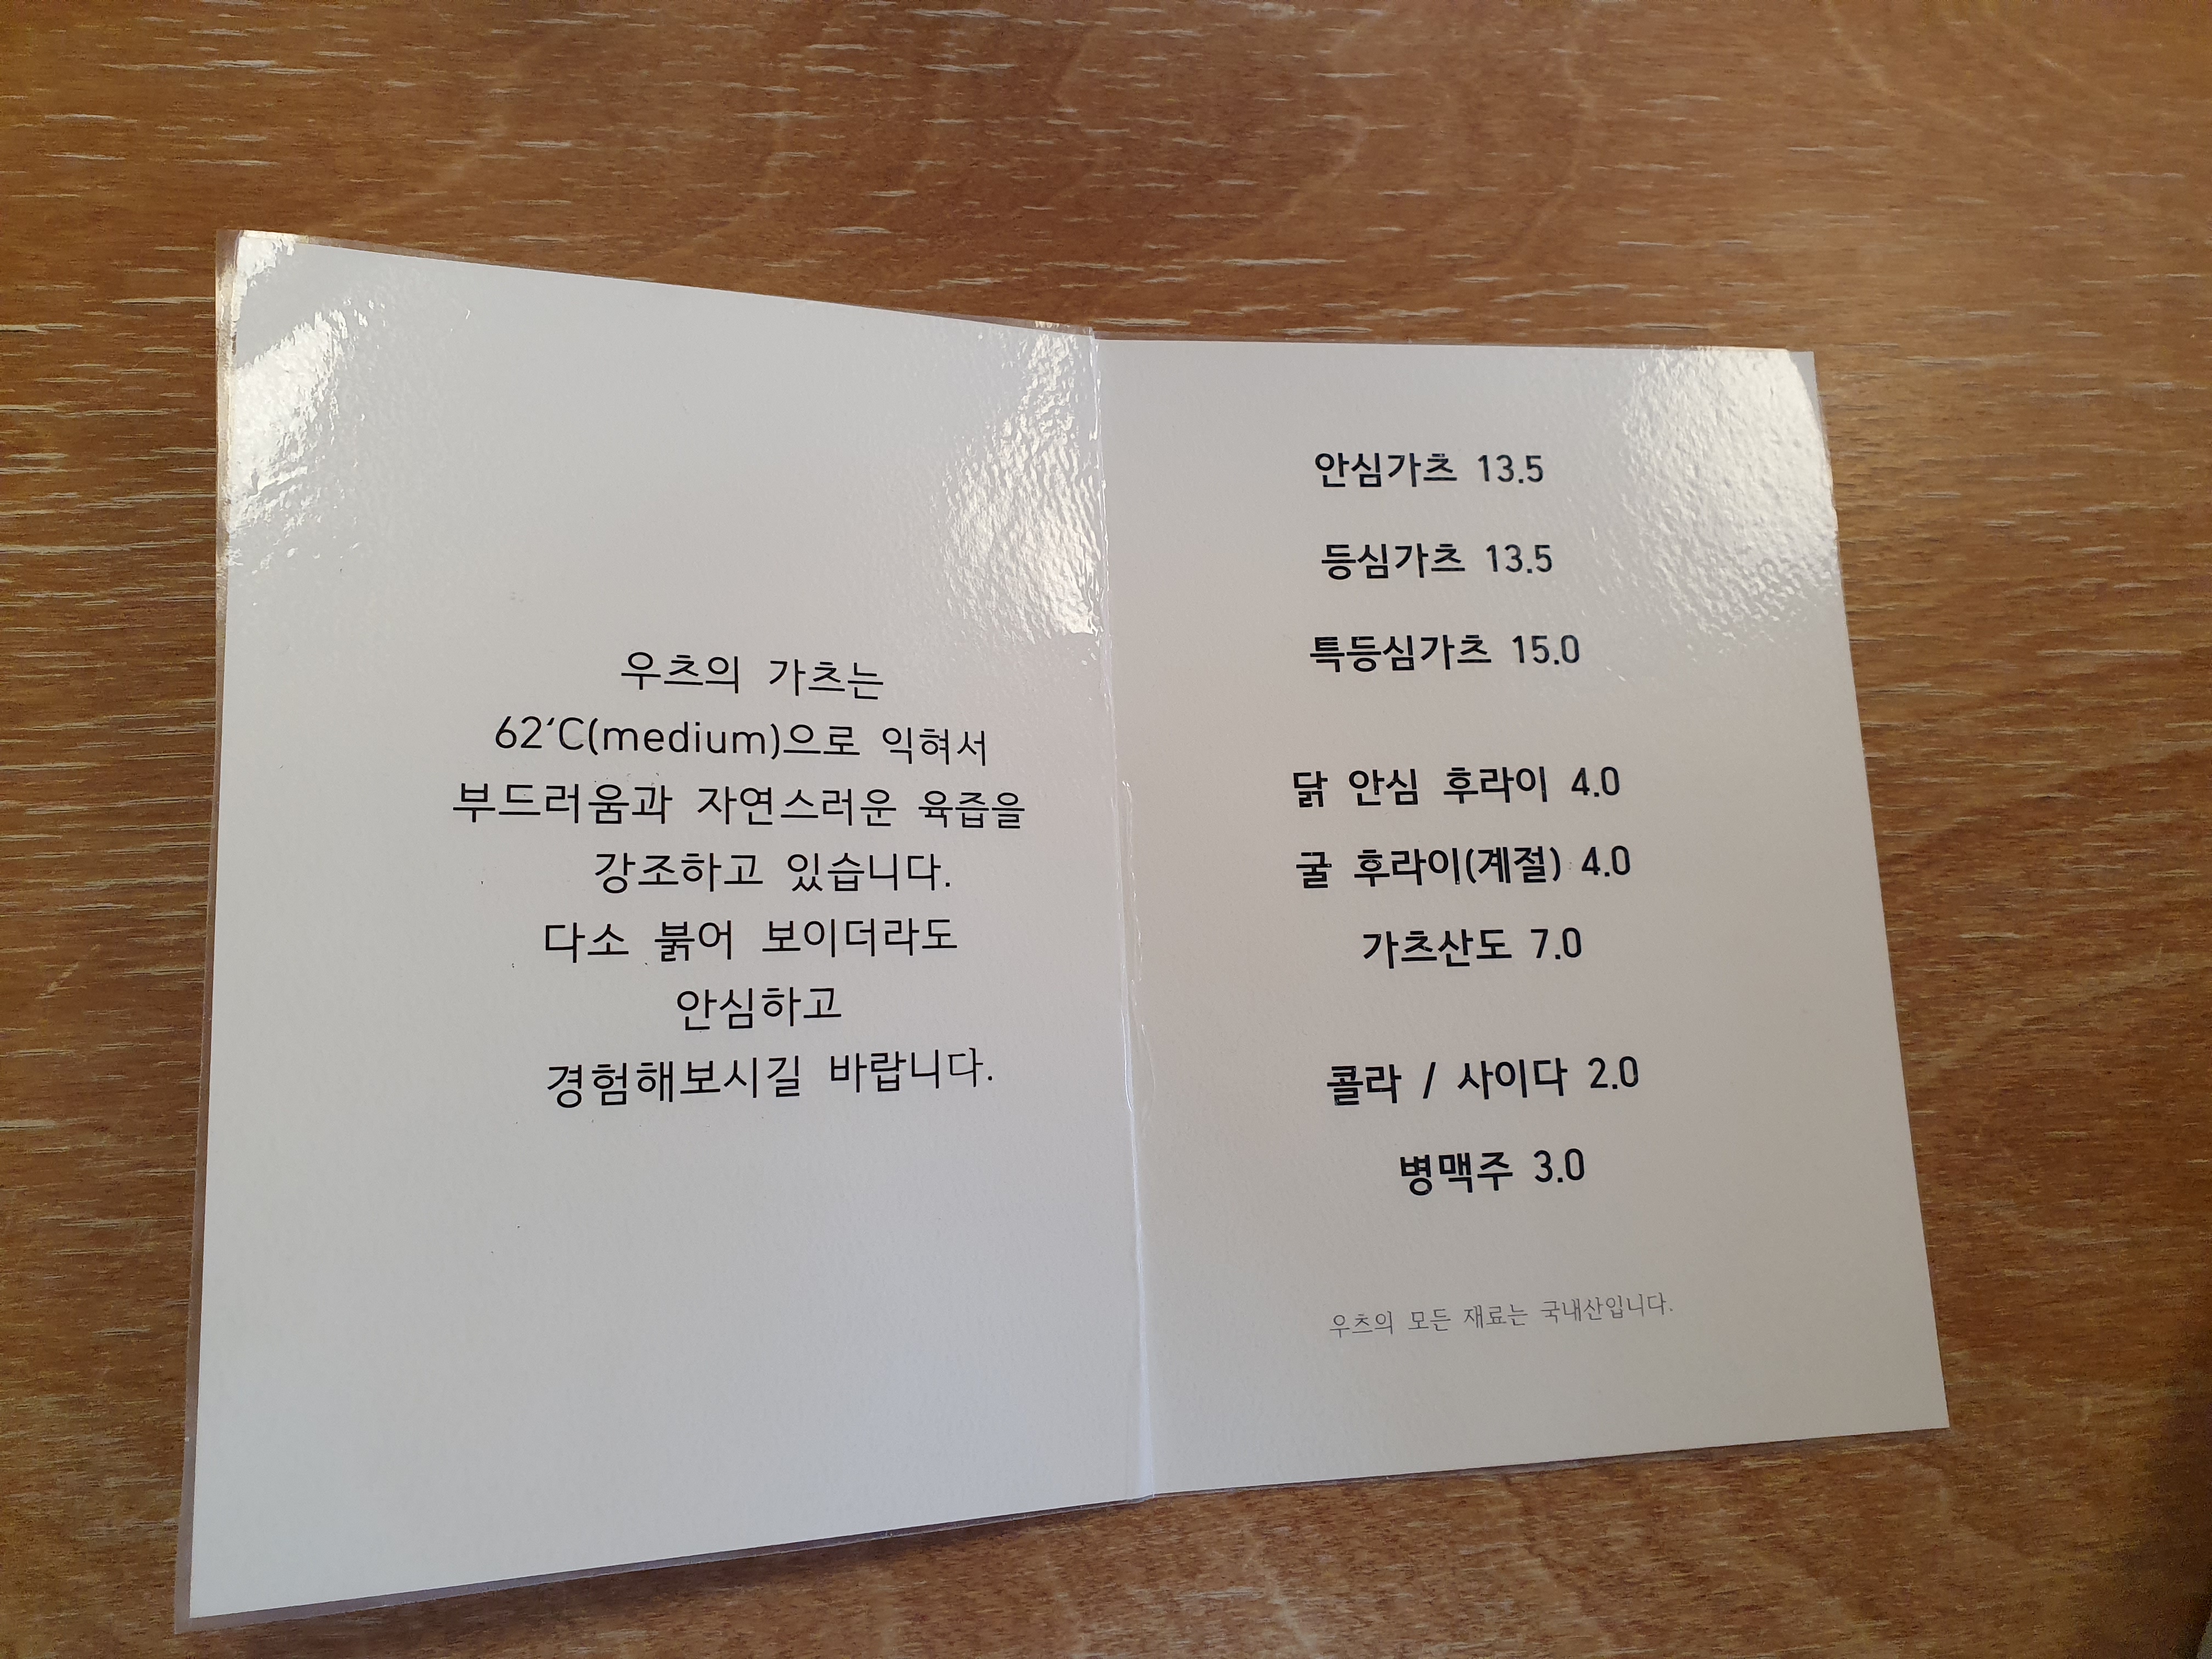 우츠의 가츠는
62‘C(medium)으로 익혀서
부드러움과 자연스러운 육즙을
강조하고 있습니다.
다소 붉어 보이더라도
안심하고
경험해보시길 바랍니다.
안심가츠 13.5
등심가츠 13.5
특등심가츠 15.0
닭 안심 후라이 4.0
굴 후라이(계절) 4.0
가츠산도 7.0
콜라 / 사이다 2.0
병맥주 3.0
우츠의 모든 재료는 국내산입니다.